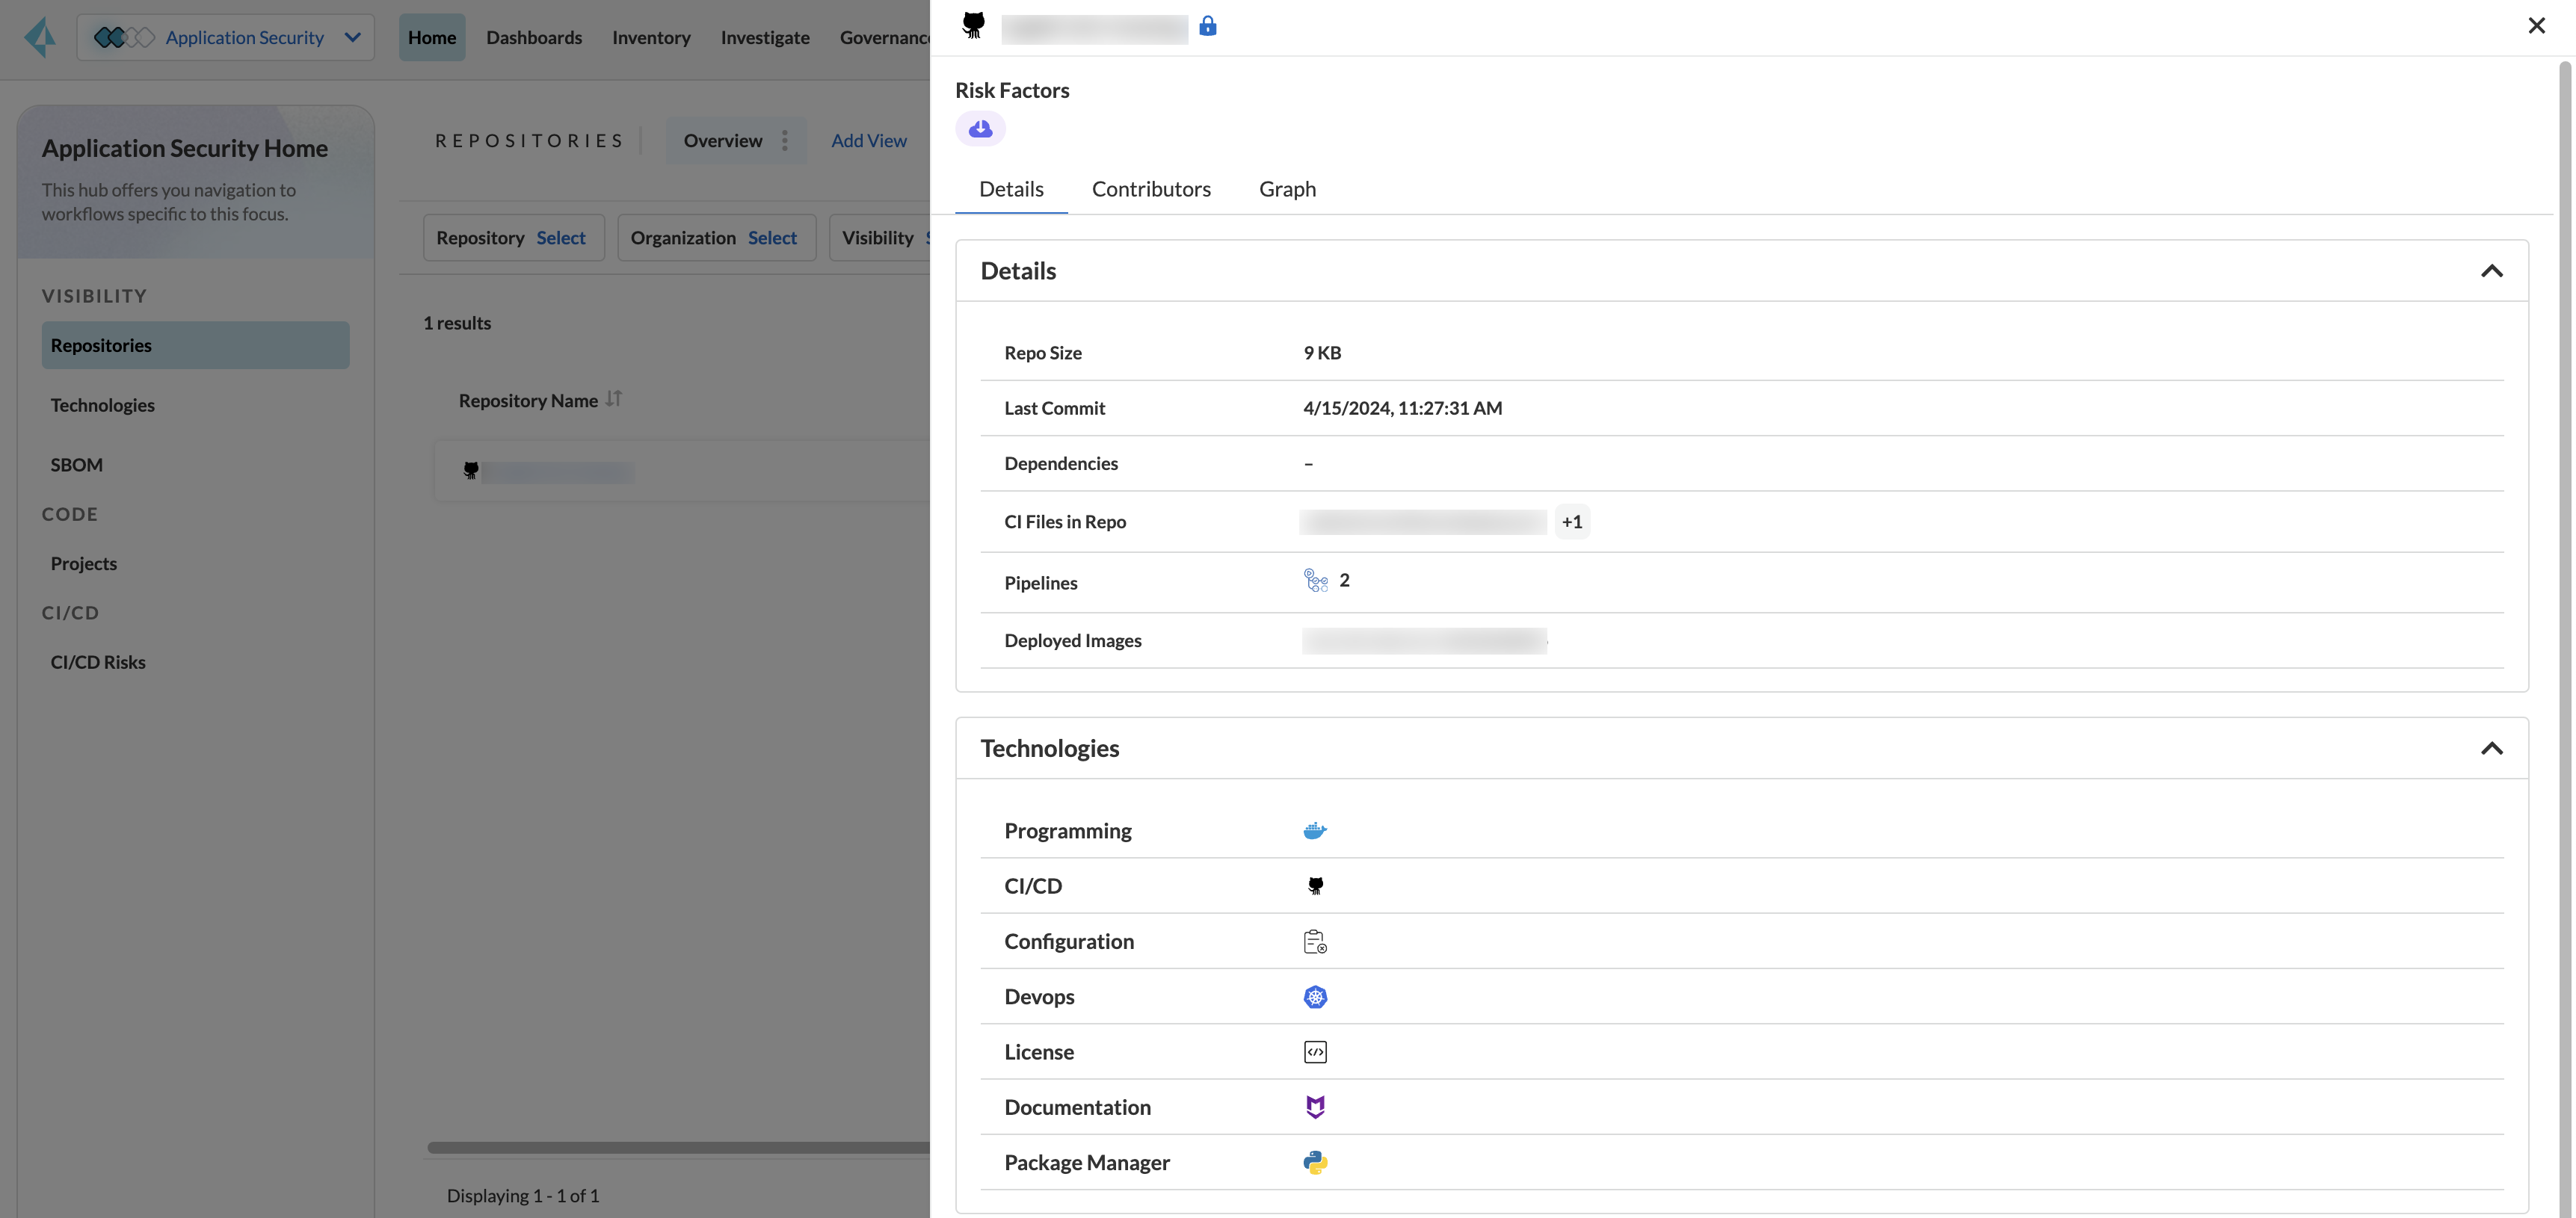 Application Security
Home
Dashboards
Inventory
Investigate
Governance
Application Security Home
This hub offers you navigation to
workflows specific to this focus.
VISIBILITY
Repositories
Technologies
SBOM
CODE
Projects
CI/CD
CI/CD Risks
REPOSITORIES
Overview
Add View
Repository Select
Organization Select
Visibility
1 results
Repository Name
Displaying 1 - 1 of 1
Risk Factors
Details
Contributors
Graph
Details
Repo Size 9 KB
Last Commit 4/15/2024, 11:27:31 AM
Dependencies –
CI Files in Repo +1
Pipelines 2
Deployed Images
Technologies
Programming
CI/CD
Configuration
Devops
License
Documentation
Package Manager